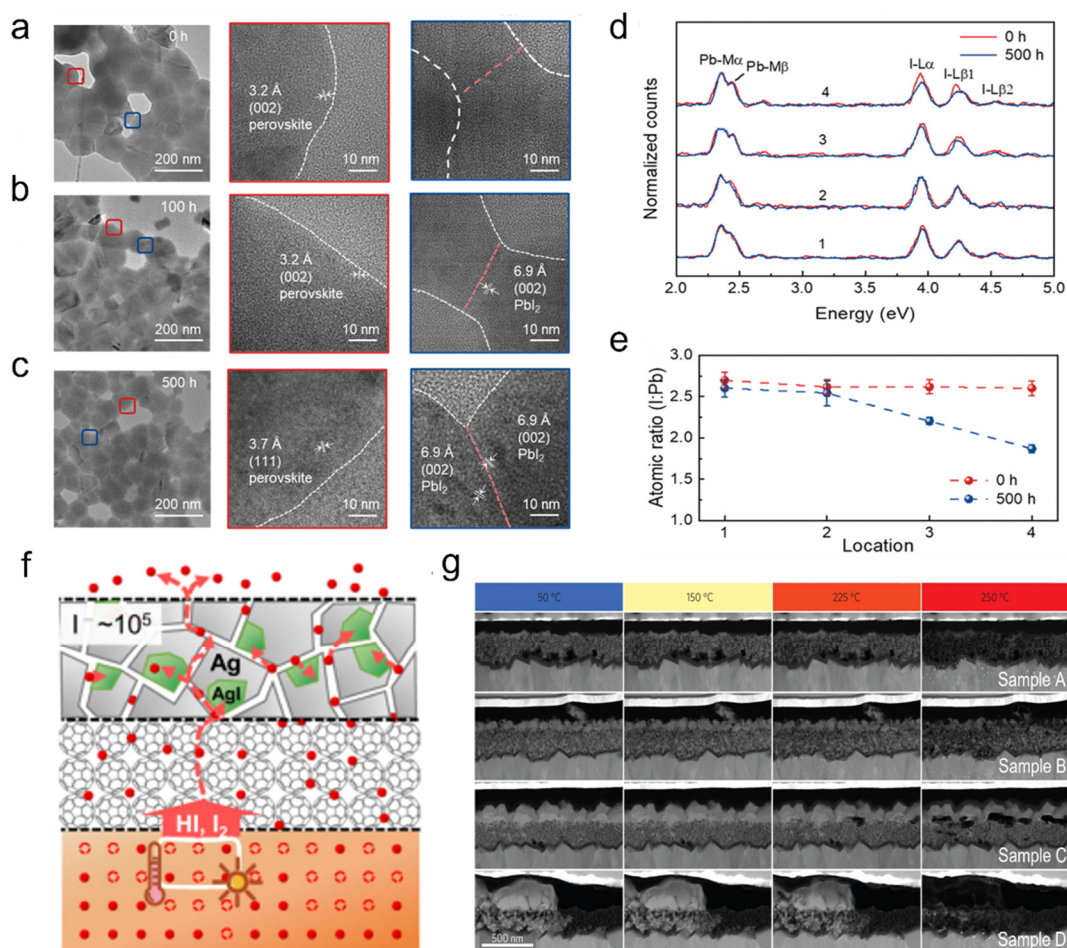 a
0 h
200 nm
3.2 Å
(002)
perovskite
10 nm
10 nm
b
100 h
200 nm
3.2 Å
(002)
perovskite
10 nm
6.9 Å
(002)
PbI2
10 nm
c
500 h
200 nm
3.7 Å
(111)
perovskite
10 nm
6.9 Å
(002)
PbI2
6.9 Å
(002)
PbI2
10 nm
d
0 h
500 h
Pb-Mα
Pb-Mβ
I-Lα
I-Lβ1
I-Lβ2
4
3
2
1
Normalized counts
2.0 2.5 3.0 3.5 4.0 4.5 5.0
Energy (eV)
e
Atomic ratio (I:Pb)
3.0
2.5
2.0
1.5
1.0
0 h
500 h
1 2 3 4
Location
f
I⁻ ~10⁵
Ag
AgI
HI, I₂
g
50 °C 150 °C 225 °C 250 °C
Sample A
Sample B
Sample C
500 nm
Sample D